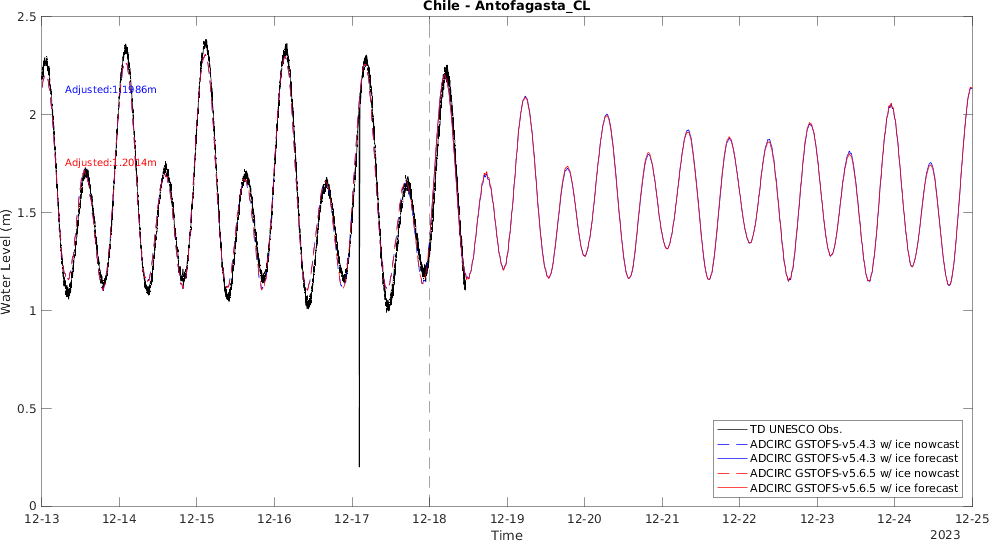 Chile - Antofagasta_CL
2.5
2
1.5
1
0.5
0
Water Level (m)
Adjusted:1.1986m
Adjusted:1.2014m
TD UNESCO Obs.
ADCIRC GSTOFS-v5.4.3 w/ ice nowcast
ADCIRC GSTOFS-v5.4.3 w/ ice forecast
ADCIRC GSTOFS-v5.6.5 w/ ice nowcast
ADCIRC GSTOFS-v5.6.5 w/ ice forecast
12-13 12-14 12-15 12-16 12-17 12-18 12-19 12-20 12-21 12-22 12-23 12-24 12-25
Time
2023